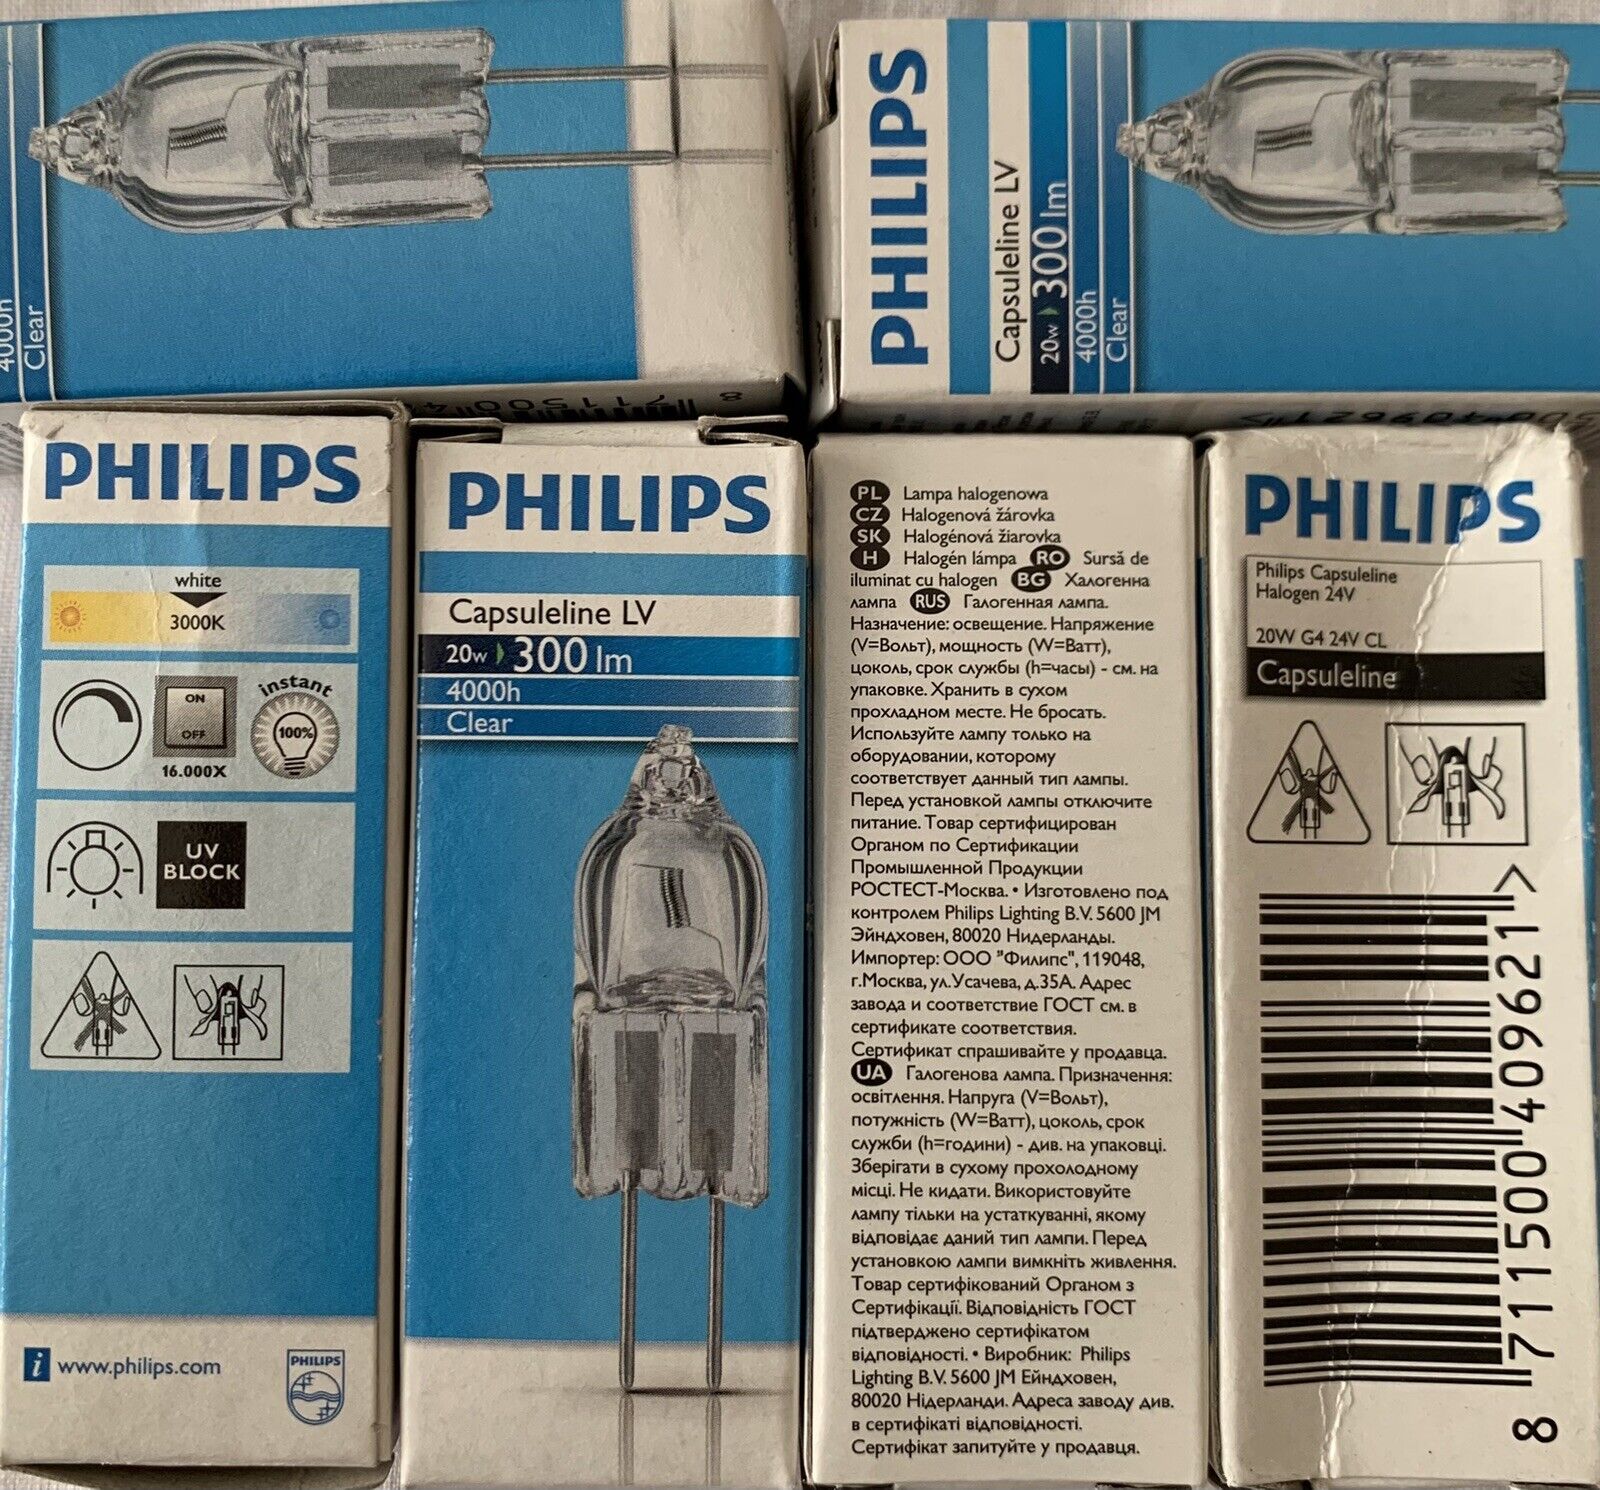 4000h
Clear
8 711500 4
PHILIPS
Capsuleline LV
20w 300 lm
4000h
Clear
409621>
PHILIPS
white
3000K
ON
OFF
16.000X
instant
100%
UV
BLOCK
i www.philips.com
PHILIPS
PHILIPS
Capsuleline LV
20w 300 lm
4000h
Clear
PL Lampa halogenowa
CZ Halogenová žárovka
SK Halogénová žiarovka
H Halogén lámpa RO Sursă de
iluminat cu halogen BG Халогенна
лампа RUS Галогенная лампа.
Назначение: освещение. Напряжение
(V=Вольт), мощность (W=Ватт),
цоколь, срок службы (h=часы) - см. на
упаковке. Хранить в сухом
прохладном месте. Не бросать.
Используйте лампу только на
оборудовании, которому
соответствует данный тип лампы.
Перед установкой лампы отключите
питание. Товар сертифицирован
Органом по Сертификации
Промышленной Продукции
РОСТЕСТ-Москва. • Изготовлено под
контролем Philips Lighting B.V. 5600 JM
Эйндховен, 80020 Нидерланды.
Импортер: ООО "Филипс", 119048,
г.Москва, ул.Усачева, д.35А. Адрес
завода и соответствие ГОСТ см. в
сертификате соответствия.
Сертификат спрашивайте у продавца.
UA Галогенова лампа. Призначення:
освітлення. Напруга (V=Вольт),
потужність (W=Ватт), цоколь, срок
служби (h=години) - див. на упаковці.
Зберігати в сухому прохолодному
місці. Не кидати. Використовуйте
лампу тільки на устаткуванні, якому
відповідає даний тип лампи. Перед
установкою лампи вимкніть живлення.
Товар сертифікований Органом з
Сертифікації. Відповідність ГОСТ
підтверджено сертифікатом
відповідності. • Виробник: Philips
Lighting B.V. 5600 JM Ейндховен,
80020 Нідерланди. Адреса заводу див.
в сертифікаті відповідності.
Сертифікат запитуйте у продавця.
PHILIPS
Philips Capsuleline
Halogen 24V
20W G4 24V CL
Capsuleline
8 711500 409621>